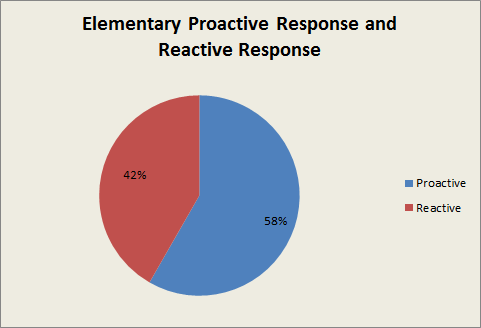 Elementary Proactive Response and
Reactive Response
42%
58%
Proactive
Reactive